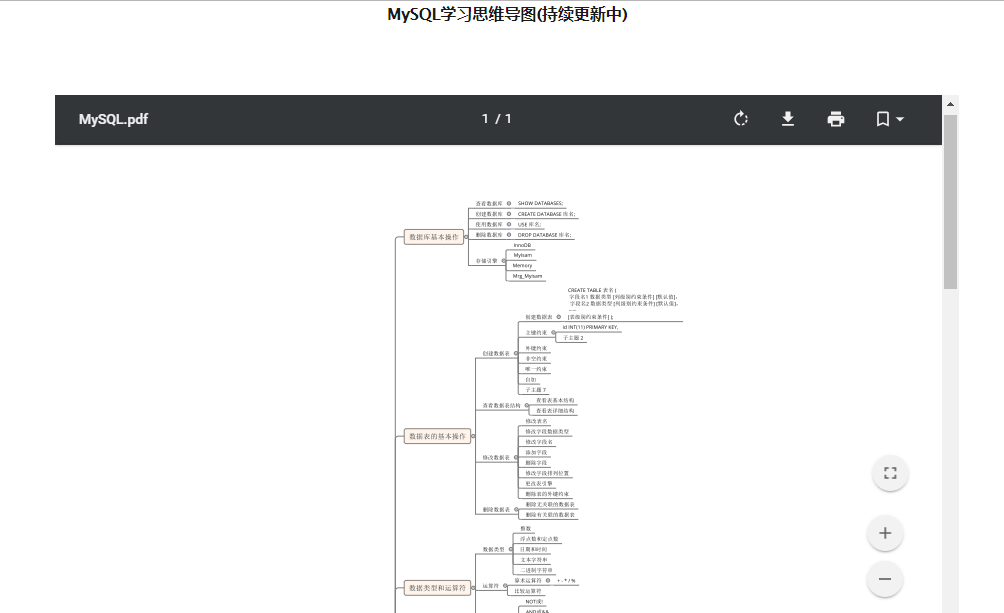 MySQL学习思维导图(持续更新中)
MySQL.pdf
1 / 1
数据库基本操作
查看数据库
SHOW DATABASES;
创建数据库
CREATE DATABASE 库名;
使用数据库
USE 库名;
删除数据库
DROP DATABASE 库名;
存储引擎
InnoDB
Myisam
Memory
Mrg_Myisam
数据表的基本操作
创建数据表
创建数据表
CREATE TABLE 表名 (
字段名1 数据类型 [列级别约束条件] [默认值],
字段名2 数据类型 [列级别约束条件] [默认值],
......
[表级别约束条件] );
主键约束
id INT(11) PRIMARY KEY,
子主题 2
外键约束
非空约束
唯一约束
自加
子主题 7
查看数据表结构
查看表基本结构
查看表详细结构
修改数据表
修改表名
修改字段数据类型
修改字段名
添加字段
删除字段
修改字段排列位置
更改表引擎
删除表的外键约束
删除数据表
删除无关联的数据表
删除有关联的数据表
数据类型和运算符
数据类型
整数
浮点数和定点数
日期和时间
文本字符串
二进制字符串
运算符
算术运算符
+ - * / %
比较运算符
NOT或!
AND或&&